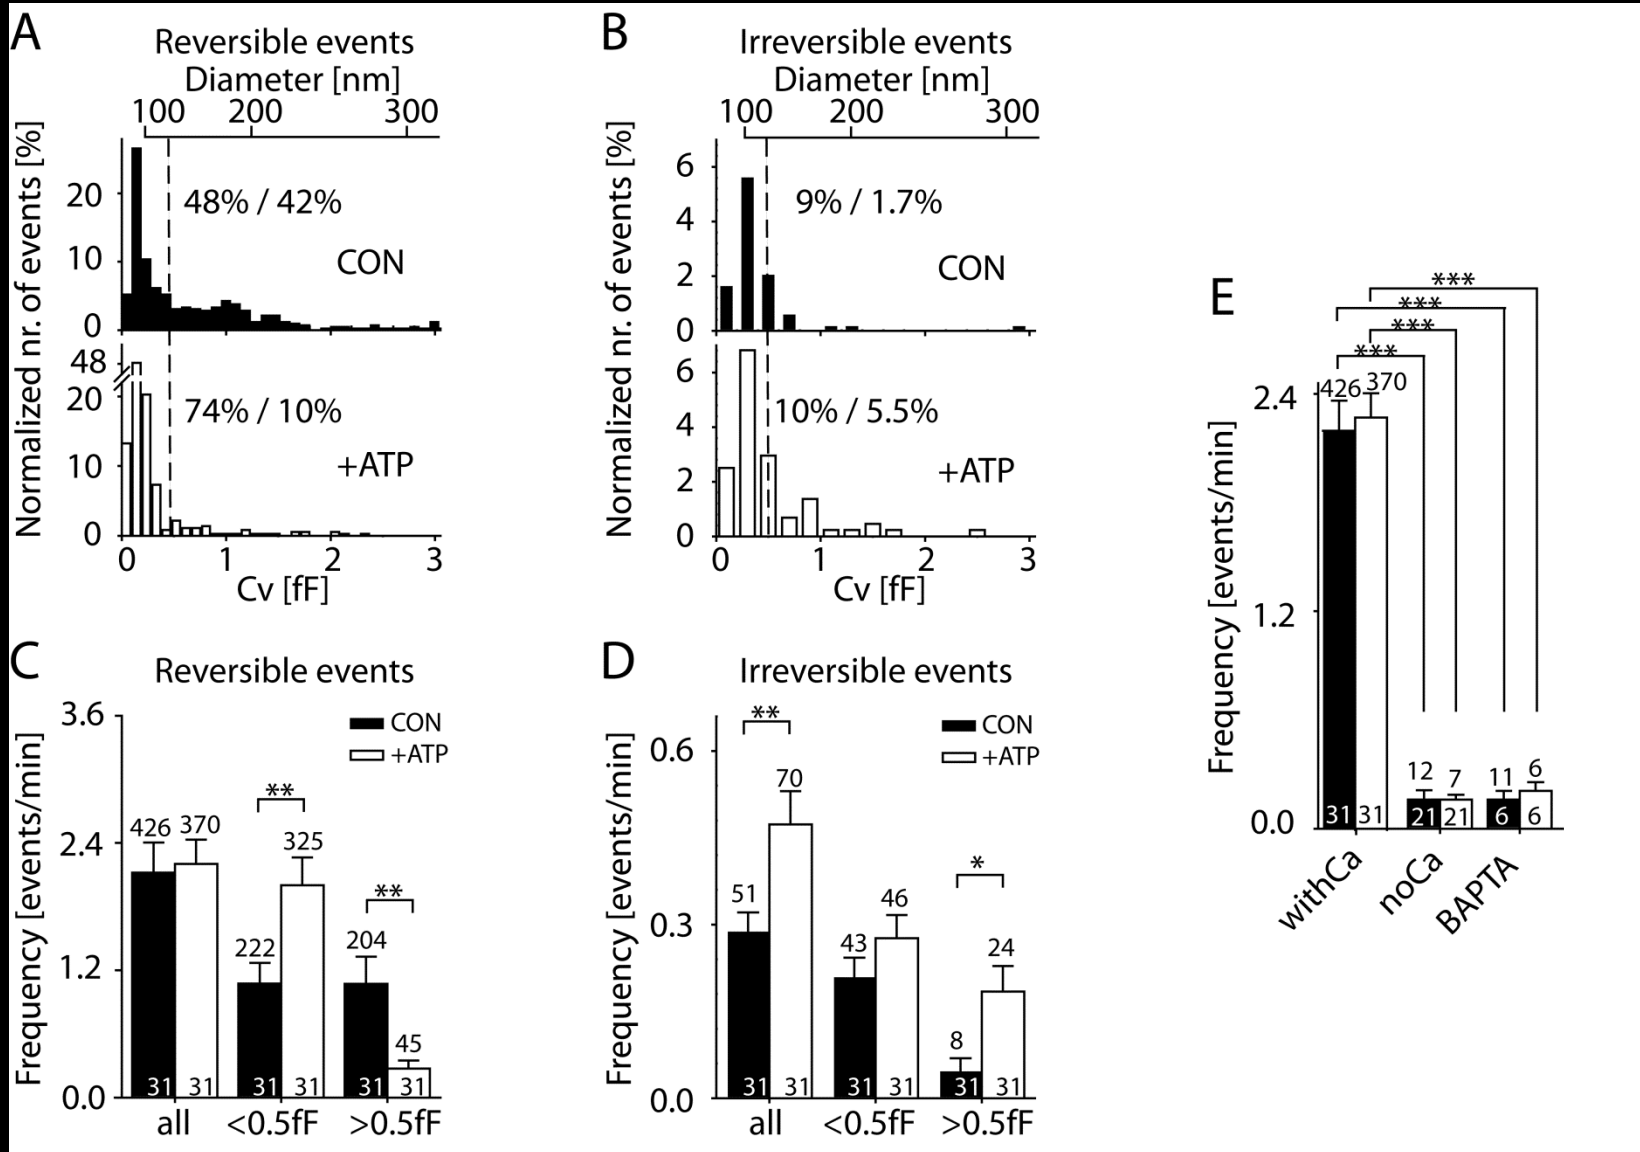 A
Reversible events
Diameter [nm]
100 200 300
Normalized nr. of events [%]
20
10
0
48% / 42%
CON
48
20
10
0
74% / 10%
+ATP
0 1 2 3
Cv [fF]
B
Irreversible events
Diameter [nm]
100 200 300
Normalized nr. of events [%]
6
4
2
0
9% / 1.7%
CON
6
4
2
0
10% / 5.5%
+ATP
0 1 2 3
Cv [fF]
C
Reversible events
Frequency [events/min]
3.6
2.4
1.2
0.0
CON
+ATP
**
**
426 370
222 325
204 45
31 31 31 31 31 31
all <0.5fF >0.5fF
D
Irreversible events
Frequency [events/min]
0.6
0.3
0.0
CON
+ATP
**
*
51 70
43 46
8 24
31 31 31 31 31 31
all <0.5fF >0.5fF
E
***
***
***
***
Frequency [events/min]
2.4
1.2
0.0
426 370
12 7
11 6
31 31 21 21 6 6
withCa noCa BAPTA